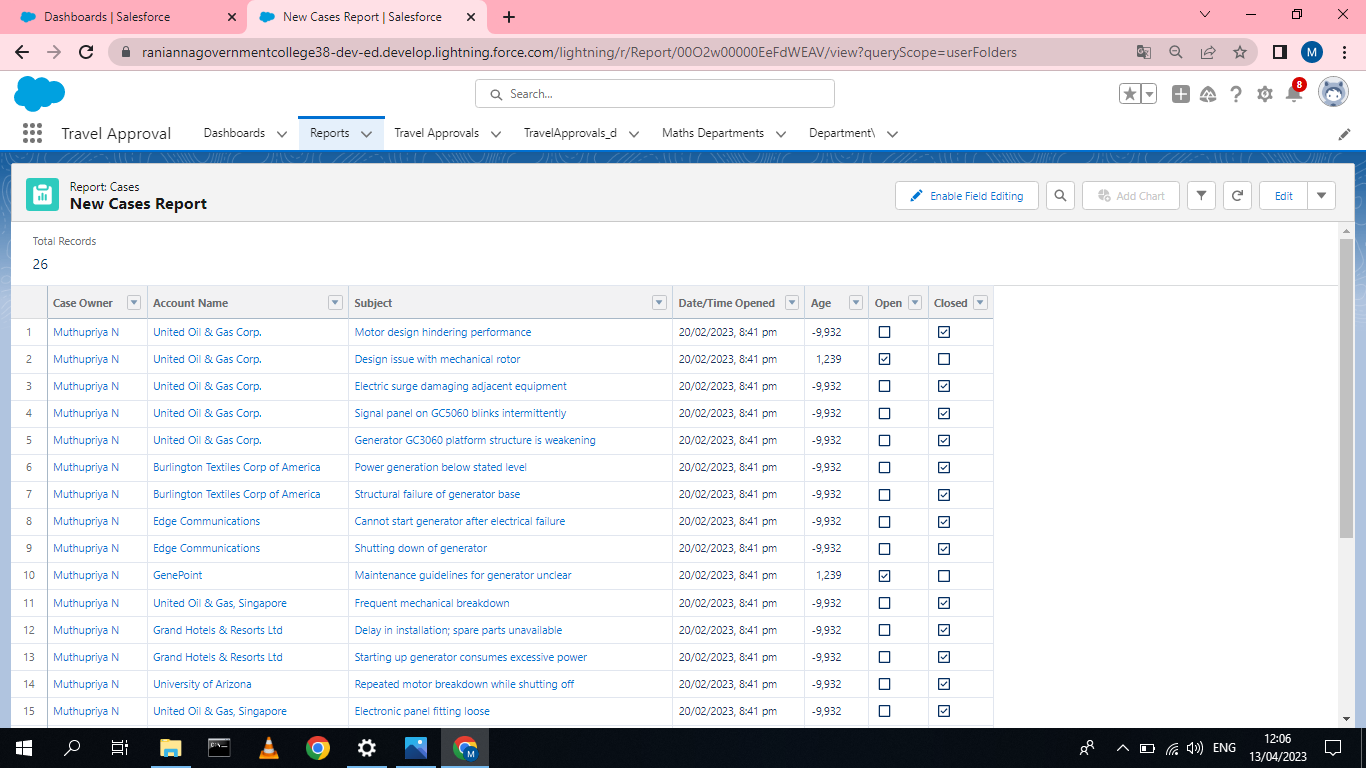 Dashboards | Salesforce
New Cases Report | Salesforce
raniannagovernmentcollege38-dev-ed.develop.lightning.force.com/lightning/r/Report/00O2w00000EeFdWEAV/view?queryScope=userFolders
M
Search...
8
Travel Approval
Dashboards
Reports
Travel Approvals
TravelApprovals_d
Maths Departments
Department\
Report: Cases
New Cases Report
Enable Field Editing
Add Chart
Edit
Total Records
26
Case Owner Account Name Subject Date/Time Opened Age Open Closed
1 Muthupriya N United Oil & Gas Corp. Motor design hindering performance 20/02/2023, 8:41 pm -9,932
2 Muthupriya N United Oil & Gas Corp. Design issue with mechanical rotor 20/02/2023, 8:41 pm 1,239
3 Muthupriya N United Oil & Gas Corp. Electric surge damaging adjacent equipment 20/02/2023, 8:41 pm -9,932
4 Muthupriya N United Oil & Gas Corp. Signal panel on GC5060 blinks intermittently 20/02/2023, 8:41 pm -9,932
5 Muthupriya N United Oil & Gas Corp. Generator GC3060 platform structure is weakening 20/02/2023, 8:41 pm -9,932
6 Muthupriya N Burlington Textiles Corp of America Power generation below stated level 20/02/2023, 8:41 pm -9,932
7 Muthupriya N Burlington Textiles Corp of America Structural failure of generator base 20/02/2023, 8:41 pm -9,932
8 Muthupriya N Edge Communications Cannot start generator after electrical failure 20/02/2023, 8:41 pm -9,932
9 Muthupriya N Edge Communications Shutting down of generator 20/02/2023, 8:41 pm -9,932
10 Muthupriya N GenePoint Maintenance guidelines for generator unclear 20/02/2023, 8:41 pm 1,239
11 Muthupriya N United Oil & Gas, Singapore Frequent mechanical breakdown 20/02/2023, 8:41 pm -9,932
12 Muthupriya N Grand Hotels & Resorts Ltd Delay in installation; spare parts unavailable 20/02/2023, 8:41 pm -9,932
13 Muthupriya N Grand Hotels & Resorts Ltd Starting up generator consumes excessive power 20/02/2023, 8:41 pm -9,932
14 Muthupriya N University of Arizona Repeated motor breakdown while shutting off 20/02/2023, 8:41 pm -9,932
15 Muthupriya N United Oil & Gas, Singapore Electronic panel fitting loose 20/02/2023, 8:41 pm -9,932
M
ENG
12:06
13/04/2023